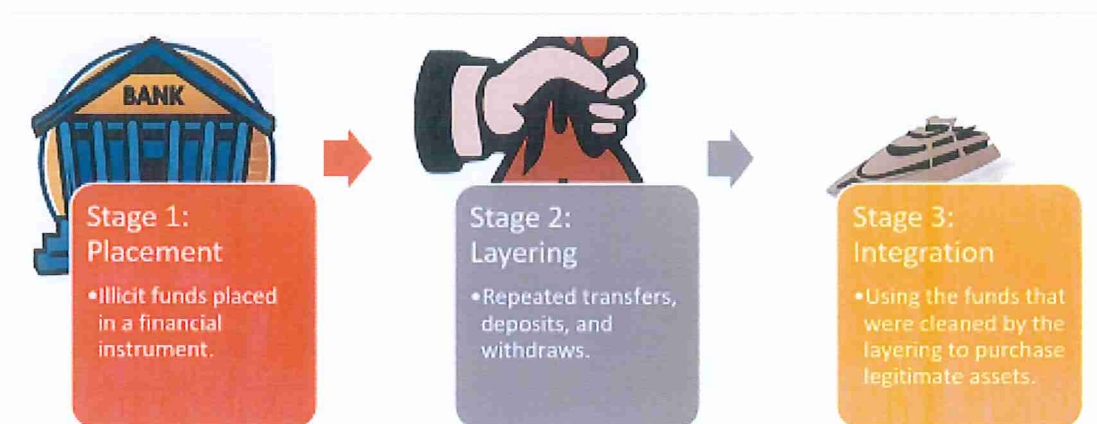 BANK
Stage 1:
Placement
•Illicit funds placed
in a financial
instrument.
Stage 2:
Layering
•Repeated transfers,
deposits, and
withdraws.
Stage 3:
Integration
•Using the funds that
were cleaned by the
layering to purchase
legitimate assets.